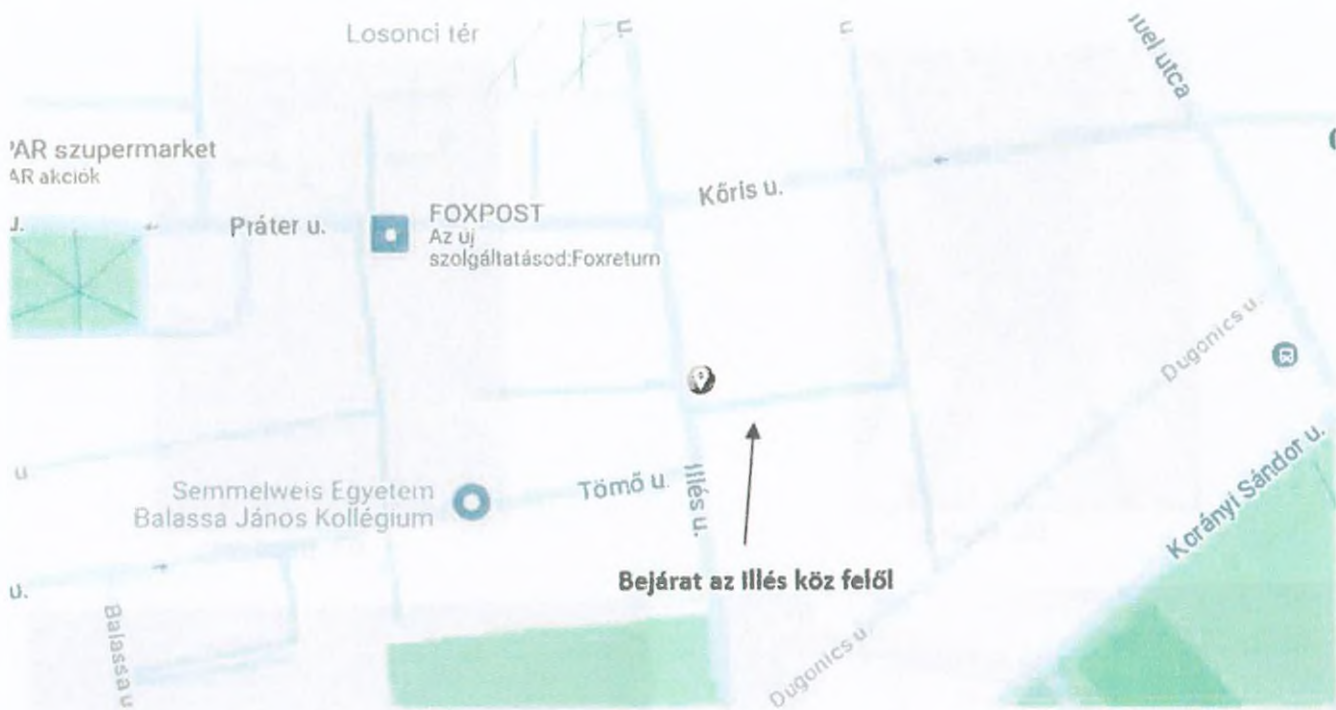 Losonci tér
u.
u.
uel utca
PAR szupermarket
AR akciók
u.
Práter u.
FOXPOST
Az új
szolgáltatásod:Foxreturn
Kőris u.
Dugonics u.
u
Semmelweis Egyetem
Balassa János Kollégium
Tömő u.
Illés u.
Korányi Sándor u.
Bejárat az Illés köz felől
u.
Balassa u
Dugonics u.